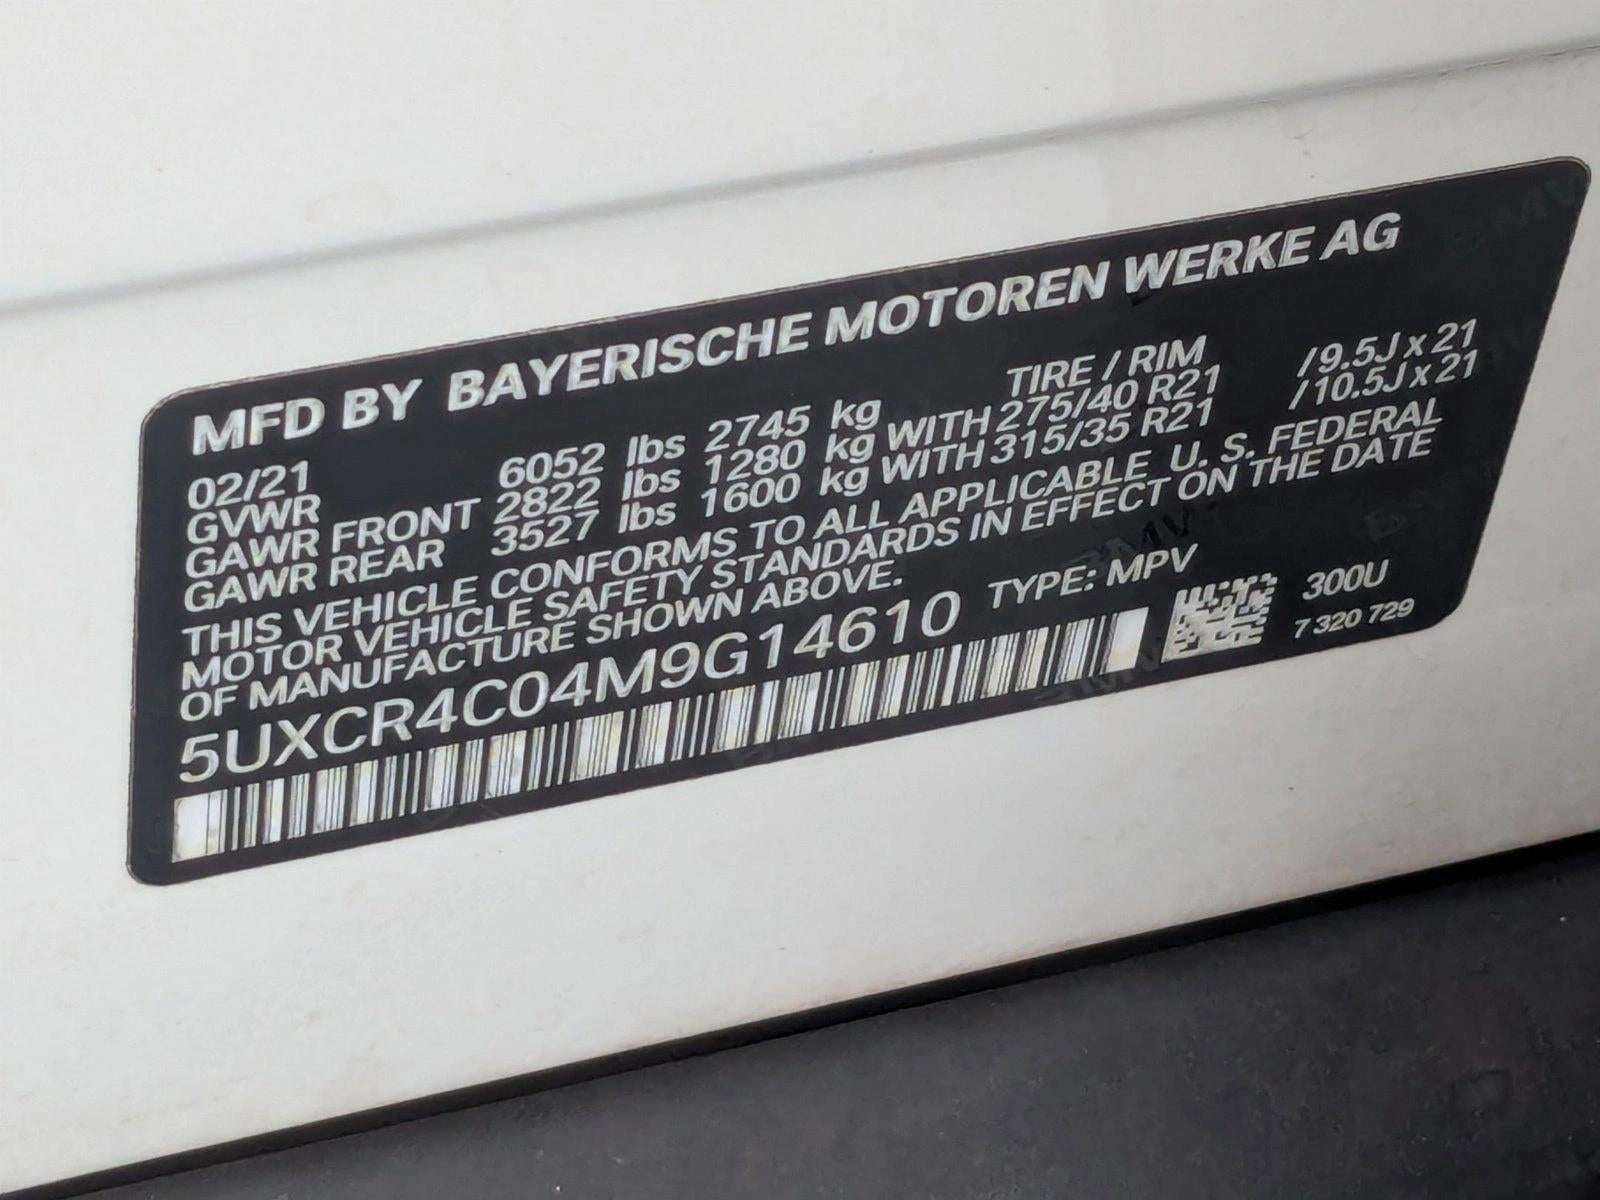 MFD BY BAYERISCHE MOTOREN WERKE AG
02/21 TIRE / RIM
GVWR 6052 lbs 2745 kg
GAWR FRONT 2822 lbs 1280 kg WITH 275/40 R21 /9.5J x 21
GAWR REAR 3527 lbs 1600 kg WITH 315/35 R21 /10.5J x 21
THIS VEHICLE CONFORMS TO ALL APPLICABLE U. S. FEDERAL
MOTOR VEHICLE SAFETY STANDARDS IN EFFECT ON THE DATE
OF MANUFACTURE SHOWN ABOVE.
5UXCR4C04M9G14610 TYPE: MPV
300U
7 320 729